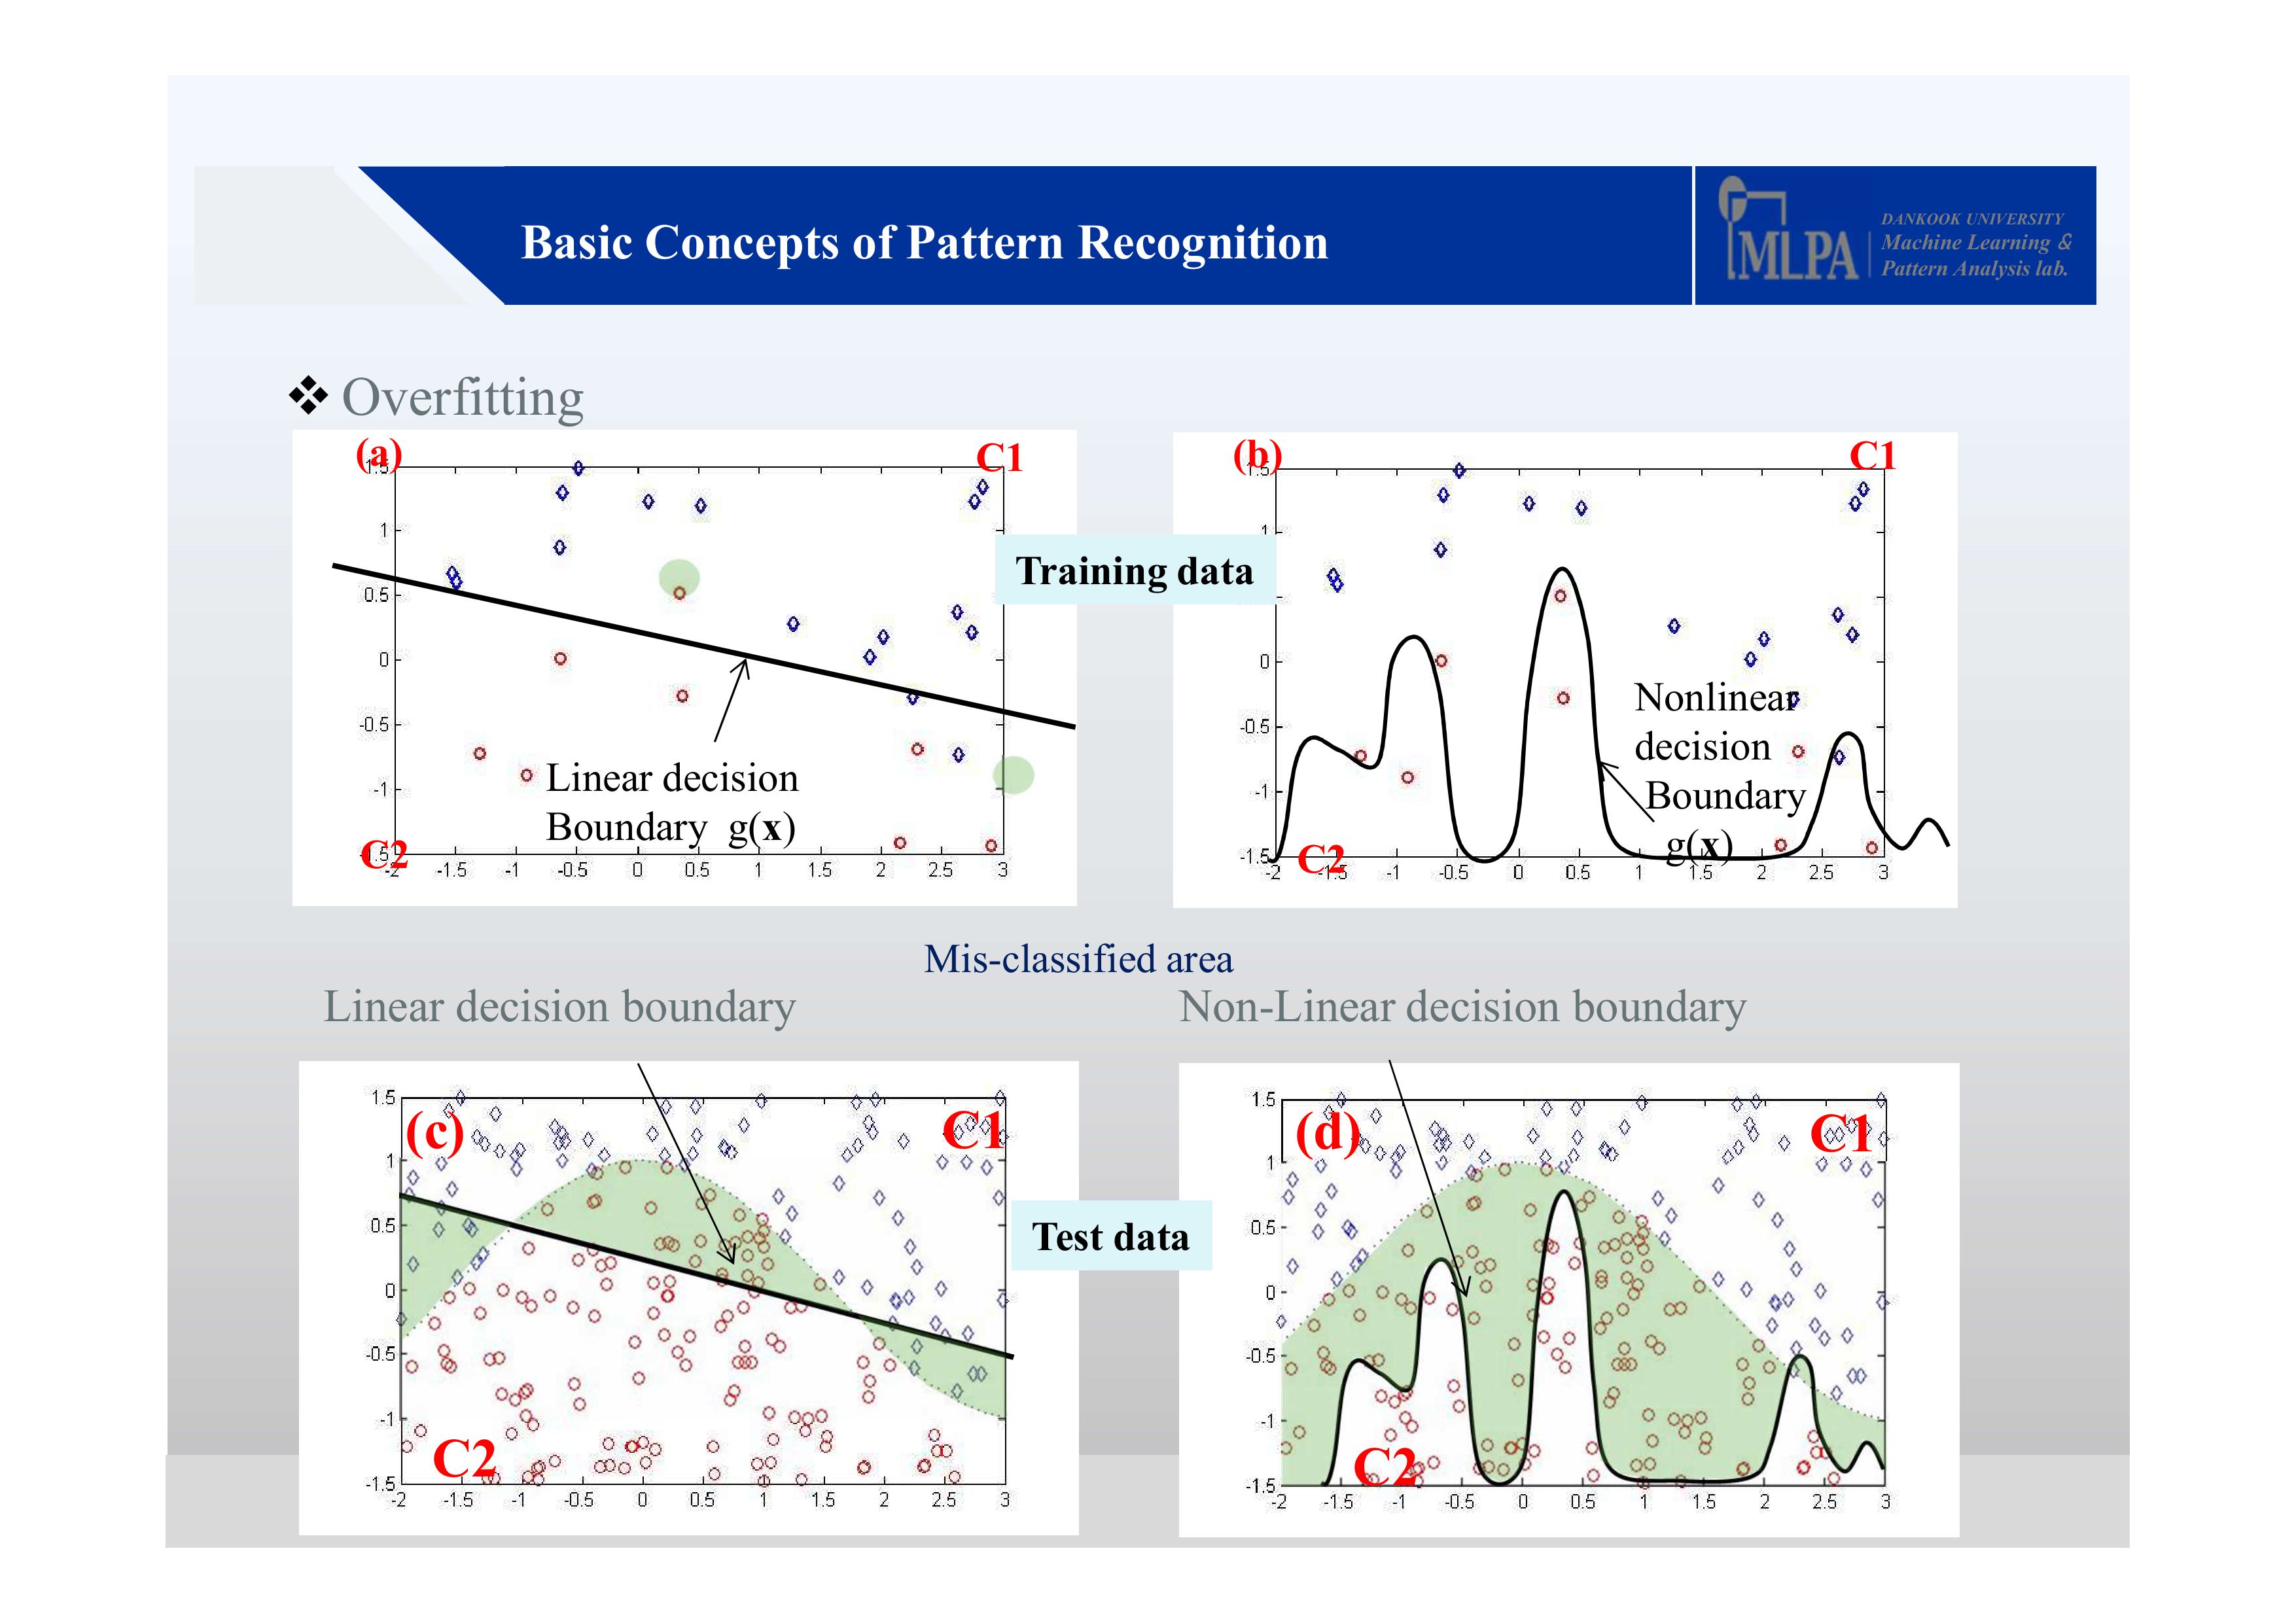 Basic Concepts of Pattern Recognition
MLPA
DANKOOK UNIVERSITY
Machine Learning &
Pattern Analysis lab.
❖ Overfitting
(a)
C1
1.5
1
0.5
0
-0.5
-1
-1.5
C2
-2 -1.5 -1 -0.5 0 0.5 1 1.5 2 2.5 3
Linear decision
Boundary g(x)
Training data
(b)
C1
1.5
1
0
-0.5
-1
-1.5
C2
-2 -1.5 -1 -0.5 0 0.5 1 1.5 2 2.5 3
Nonlinear
decision
Boundary
g(x)
Mis-classified area
Linear decision boundary
Non-Linear decision boundary
(c)
C1
1.5
1
0.5
0
-0.5
-1
-1.5
C2
-2 -1.5 -1 -0.5 0 0.5 1 1.5 2 2.5 3
Test data
(d)
C1
1.5
1
0.5
0
-0.5
-1
-1.5
C2
-2 -1.5 -1 -0.5 0 0.5 1 1.5 2 2.5 3